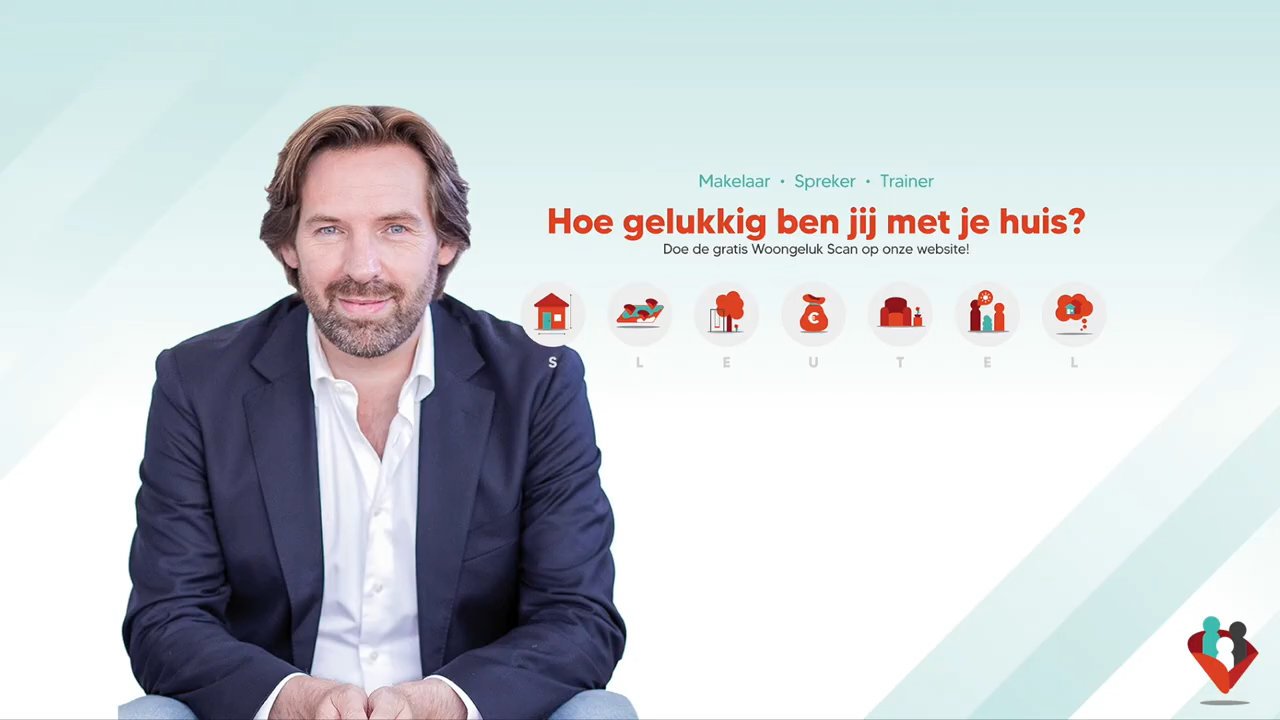 Makelaar • Spreker • Trainer
Hoe gelukkig ben jij met je huis?
Doe de gratis Woongeluk Scan op onze website!
€
S L E U T E L